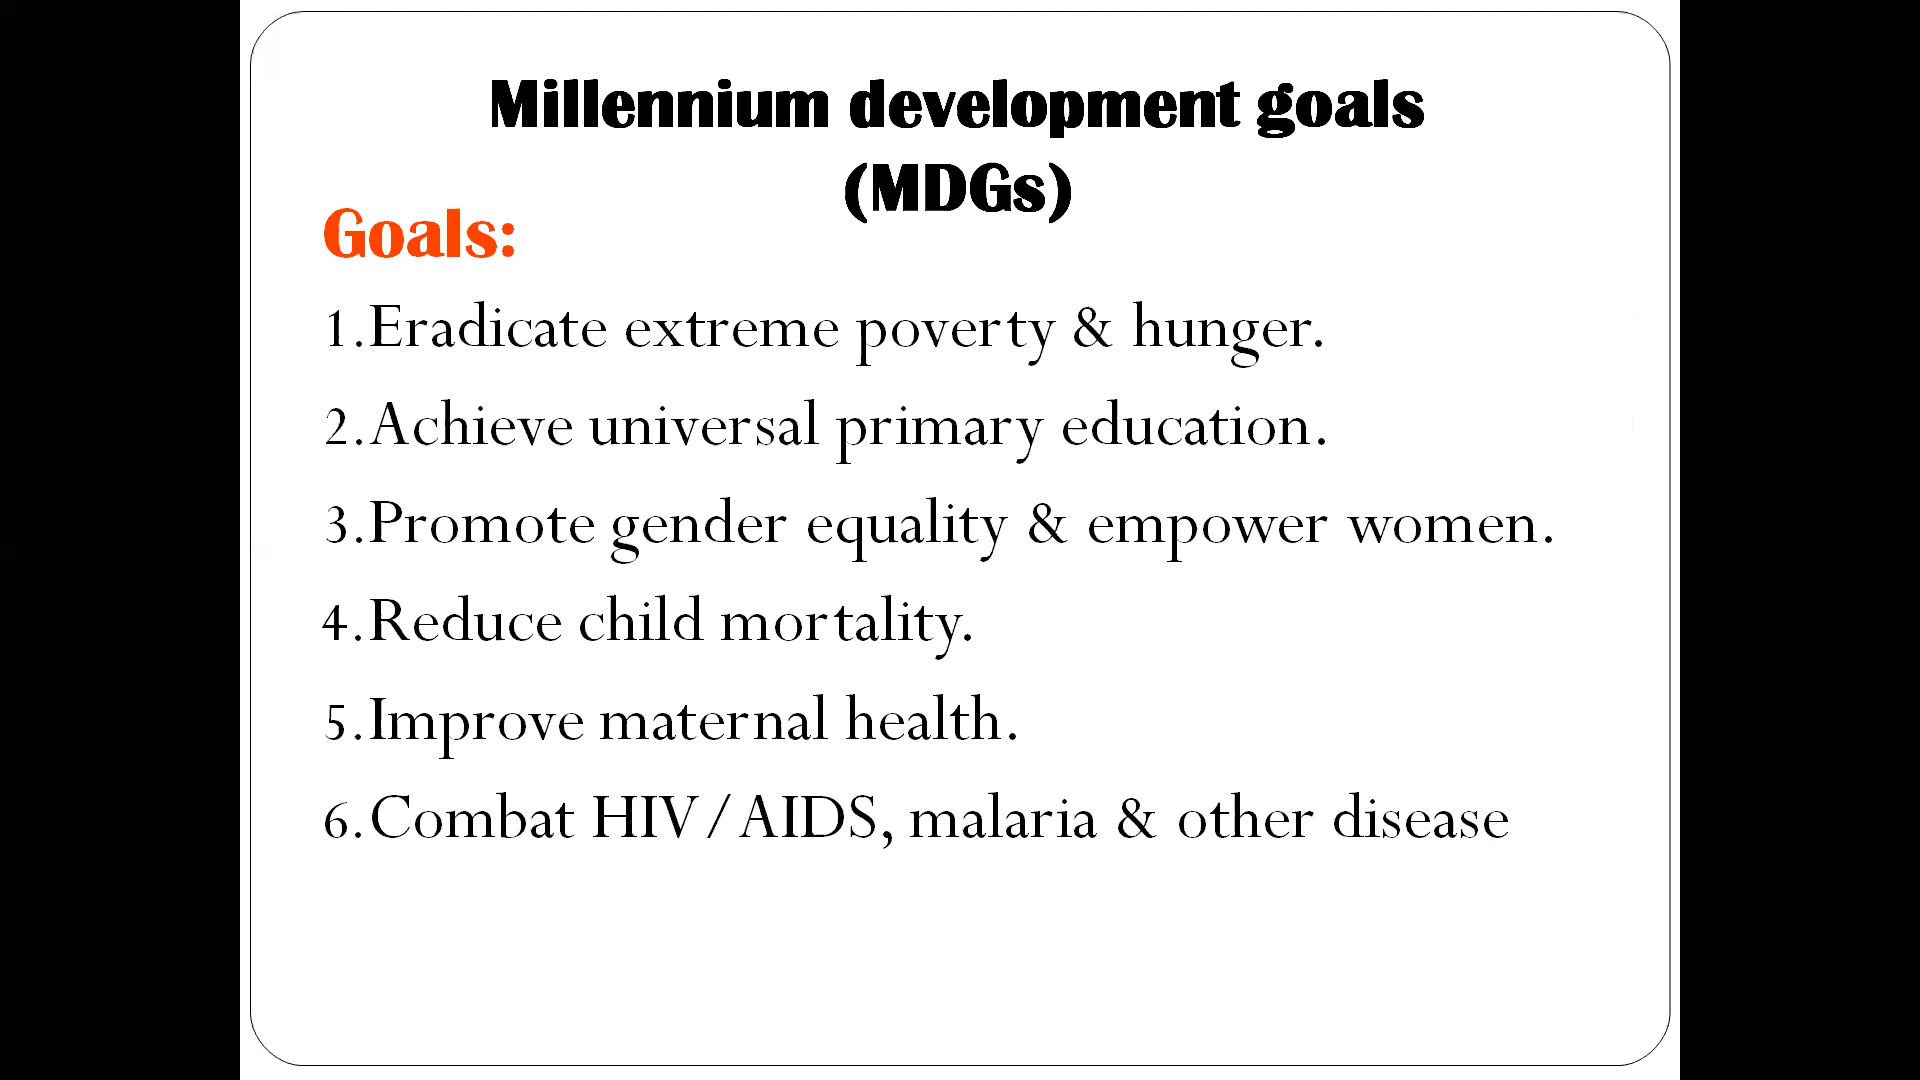 Millennium development goals
(MDGs)
Goals:
1.Eradicate extreme poverty & hunger.
2.Achieve universal primary education.
3.Promote gender equality & empower women.
4.Reduce child mortality.
5.Improve maternal health.
6.Combat HIV/AIDS, malaria & other disease